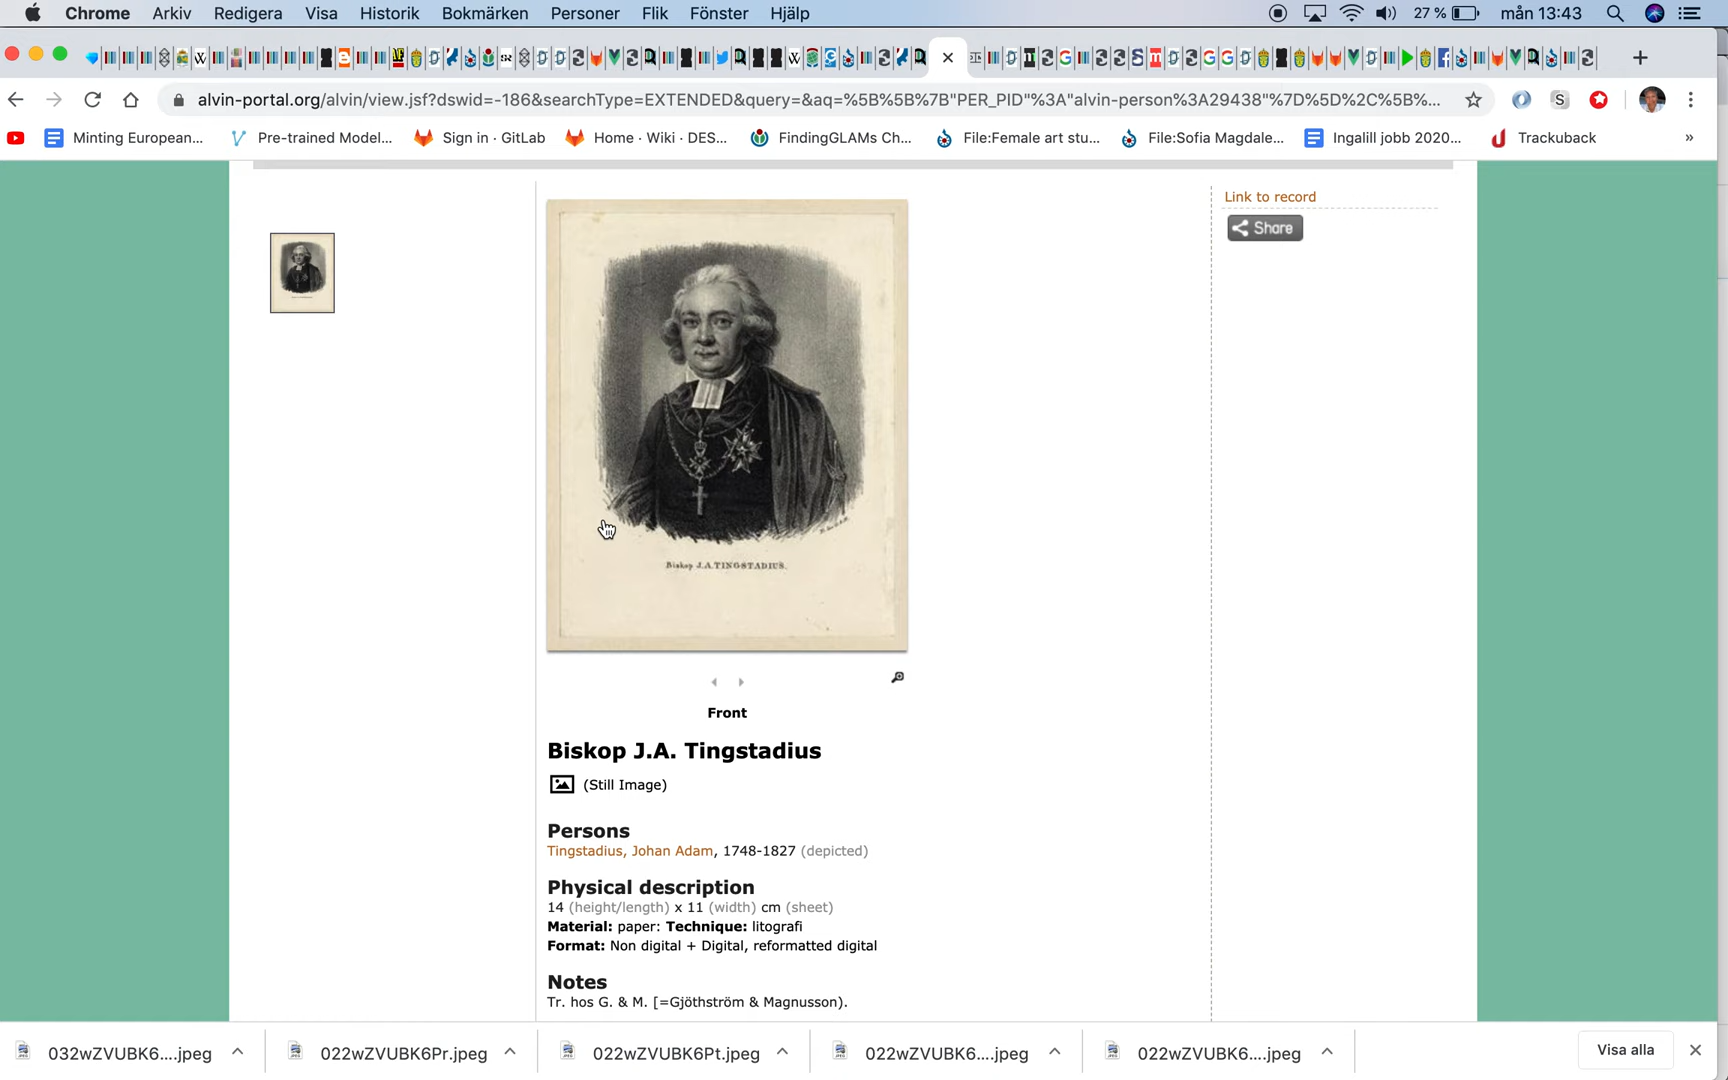 Chrome Arkiv Redigera Visa Historik Bokmärken Personer Flik Fönster Hjälp 27 % mån 13:43
alvin-portal.org/alvin/view.jsf?dswid=-186&searchType=EXTENDED&query=&aq=%5B%5B%7B"PER_PID"%3A"alvin-person%3A29438"%7D%5D%2C%5B%...
Minting European... Pre-trained Model... Sign in · GitLab Home · Wiki · DES... FindingGLAMs Ch... File:Female art stu... File:Sofia Magdale... Ingalill jobb 2020... Trackuback »
Link to record
Share
Biskop J.A.TINGSTADIUS.
Front
Biskop J.A. Tingstadius
(Still Image)
Persons
Tingstadius, Johan Adam, 1748-1827 (depicted)
Physical description
14 (height/length) x 11 (width) cm (sheet)
Material: paper: Technique: litografi
Format: Non digital + Digital, reformatted digital
Notes
Tr. hos G. & M. [=Gjöthström & Magnusson).
032wZVUBK6....jpeg 022wZVUBK6Pr.jpeg 022wZVUBK6Pt.jpeg 022wZVUBK6....jpeg 022wZVUBK6....jpeg Visa alla